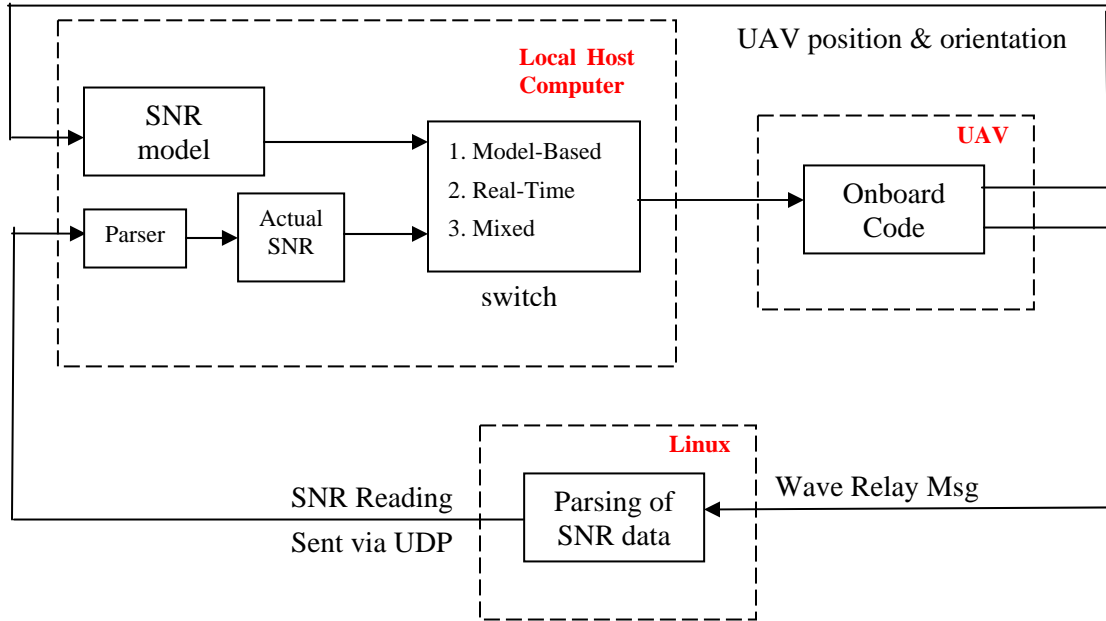 UAV position & orientation
Local Host
Computer
SNR
model
1. Model-Based
2. Real-Time
3. Mixed
switch
Parser
Actual
SNR
UAV
Onboard
Code
Linux
Parsing of
SNR data
Wave Relay Msg
SNR Reading
Sent via UDP